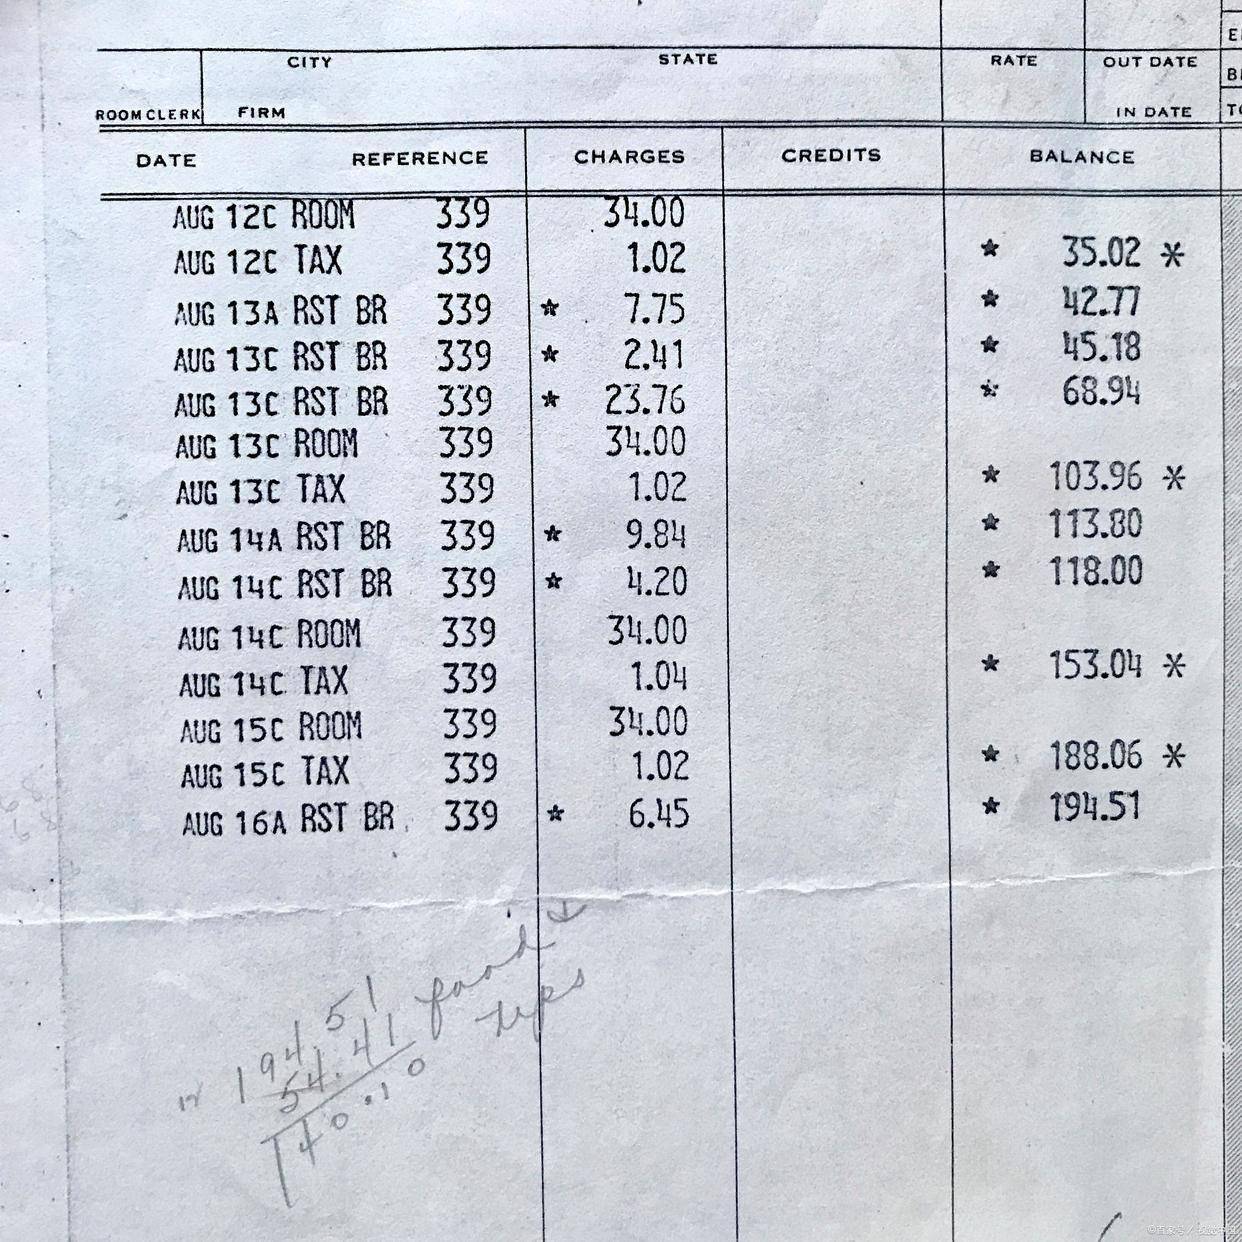 CITY STATE RATE OUT DATE
ROOM CLERK FIRM IN DATE
DATE REFERENCE CHARGES CREDITS BALANCE
AUG 12C ROOM 339 34.00
AUG 12C TAX 339 1.02 * 35.02 *
AUG 13A RST BR 339 * 7.75 * 42.77
AUG 13C RST BR 339 * 2.41 * 45.18
AUG 13C RST BR 339 * 23.76 * 68.94
AUG 13C ROOM 339 34.00
AUG 13C TAX 339 1.02 * 103.96 *
AUG 14A RST BR 339 * 9.84 * 113.80
AUG 14C RST BR 339 * 4.20 * 118.00
AUG 14C ROOM 339 34.00
AUG 14C TAX 339 1.04 * 153.04 *
AUG 15C ROOM 339 34.00
AUG 15C TAX 339 1.02 * 188.06 *
AUG 16A RST BR 339 * 6.45 * 194.51
194.51
54.41 food +
tips
140.10